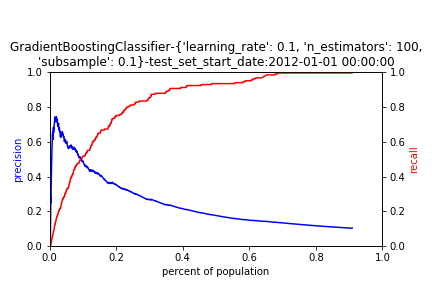 GradientBoostingClassifier-{'learning_rate': 0.1, 'n_estimators': 100,
'subsample': 0.1}-test_set_start_date:2012-01-01 00:00:00
1.0
0.8
0.6
0.4
0.2
0.0
precision
1.0
0.8
0.6
0.4
0.2
0.0
recall
0.0 0.2 0.4 0.6 0.8 1.0
percent of population